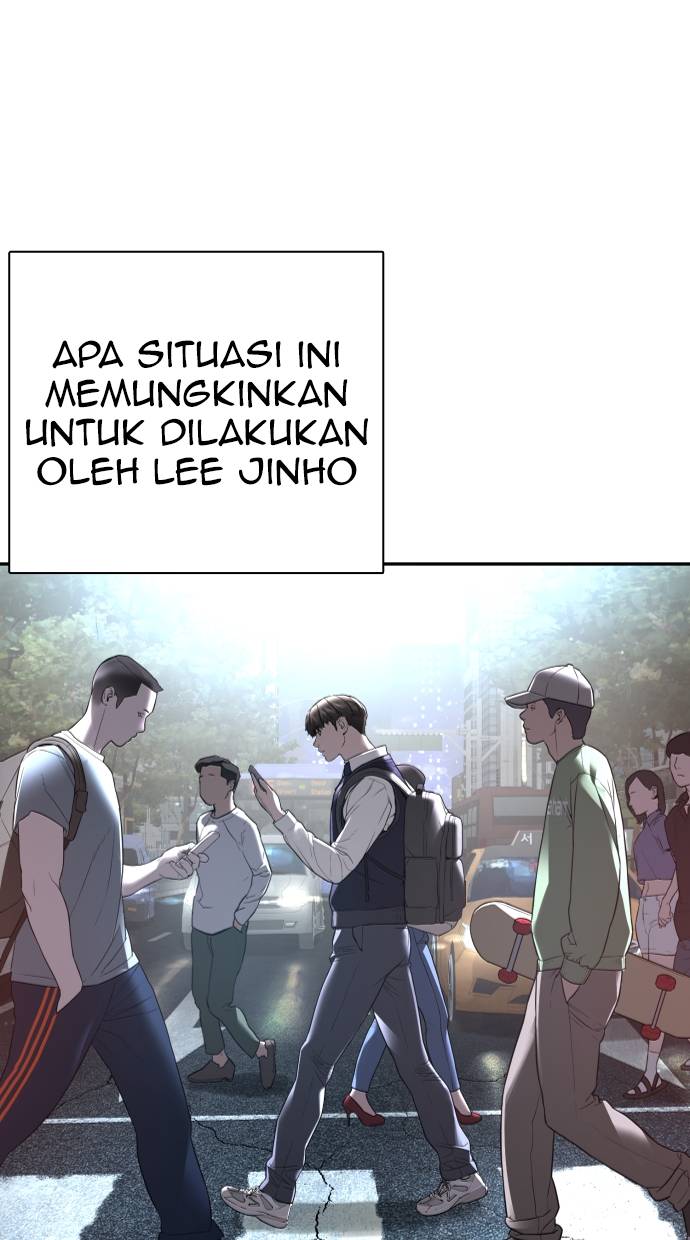 APA SITUASI INI
MEMUNGKINKAN
UNTUK DILAKUKAN
OLEH LEE JINHO